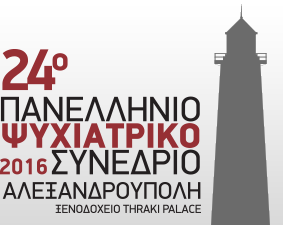 24ο
ΠΑΝΕΛΛΗΝΙΟ
ΨΥΧΙΑΤΡΙΚΟ
2016 ΣΥΝΕΔΡΙΟ
ΑΛΕΞΑΝΔΡΟΥΠΟΛΗ
ΞΕΝΟΔΟΧΕΙΟ THRAKI PALACE